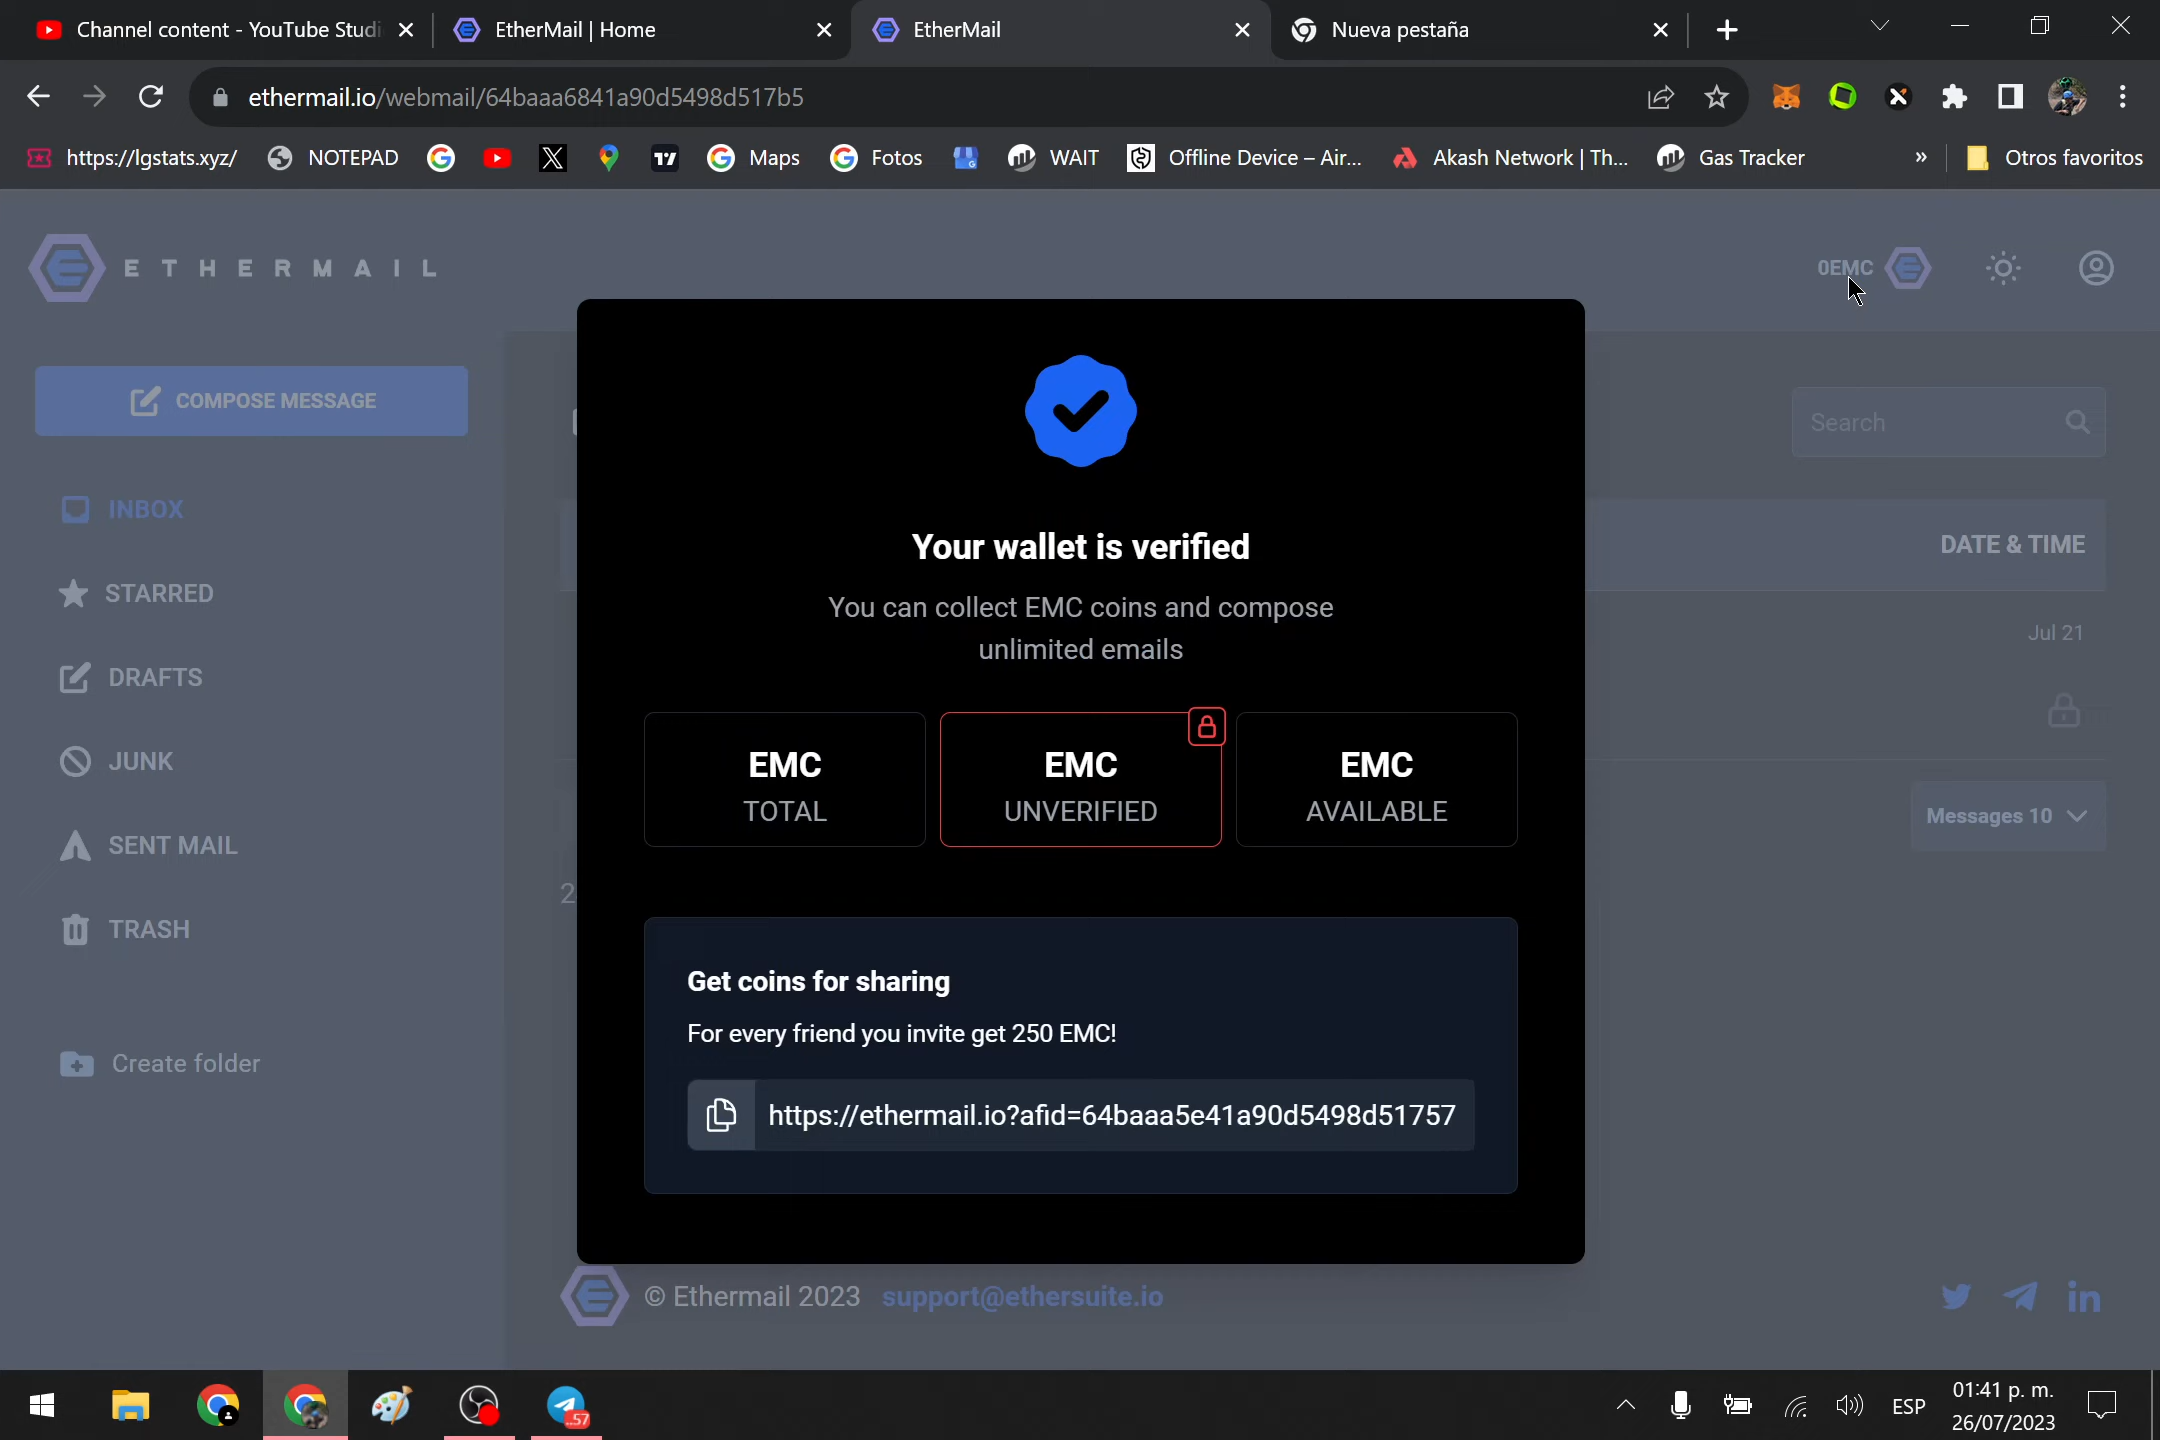 Channel content - YouTube Studi
EtherMail | Home
EtherMail
Nueva pestaña
ethermail.io/webmail/64baaa6841a90d5498d517b5
https://lgstats.xyz/
NOTEPAD
WAIT
Maps
Fotos
Offline Device – Air...
Akash Network | Th...
Gas Tracker
»
Otros favoritos
ETHERMAIL
0EMC
COMPOSE MESSAGE
Search
INBOX
STARRED
DRAFTS
JUNK
SENT MAIL
TRASH
Create folder
DATE & TIME
Jul 21
Messages 10
2
Your wallet is verified
You can collect EMC coins and compose
unlimited emails
EMC
TOTAL
EMC
UNVERIFIED
EMC
AVAILABLE
Get coins for sharing
For every friend you invite get 250 EMC!
https://ethermail.io?afid=64baaa5e41a90d5498d51757
© Ethermail 2023 support@ethersuite.io
..57
ESP
01:41 p. m.
26/07/2023